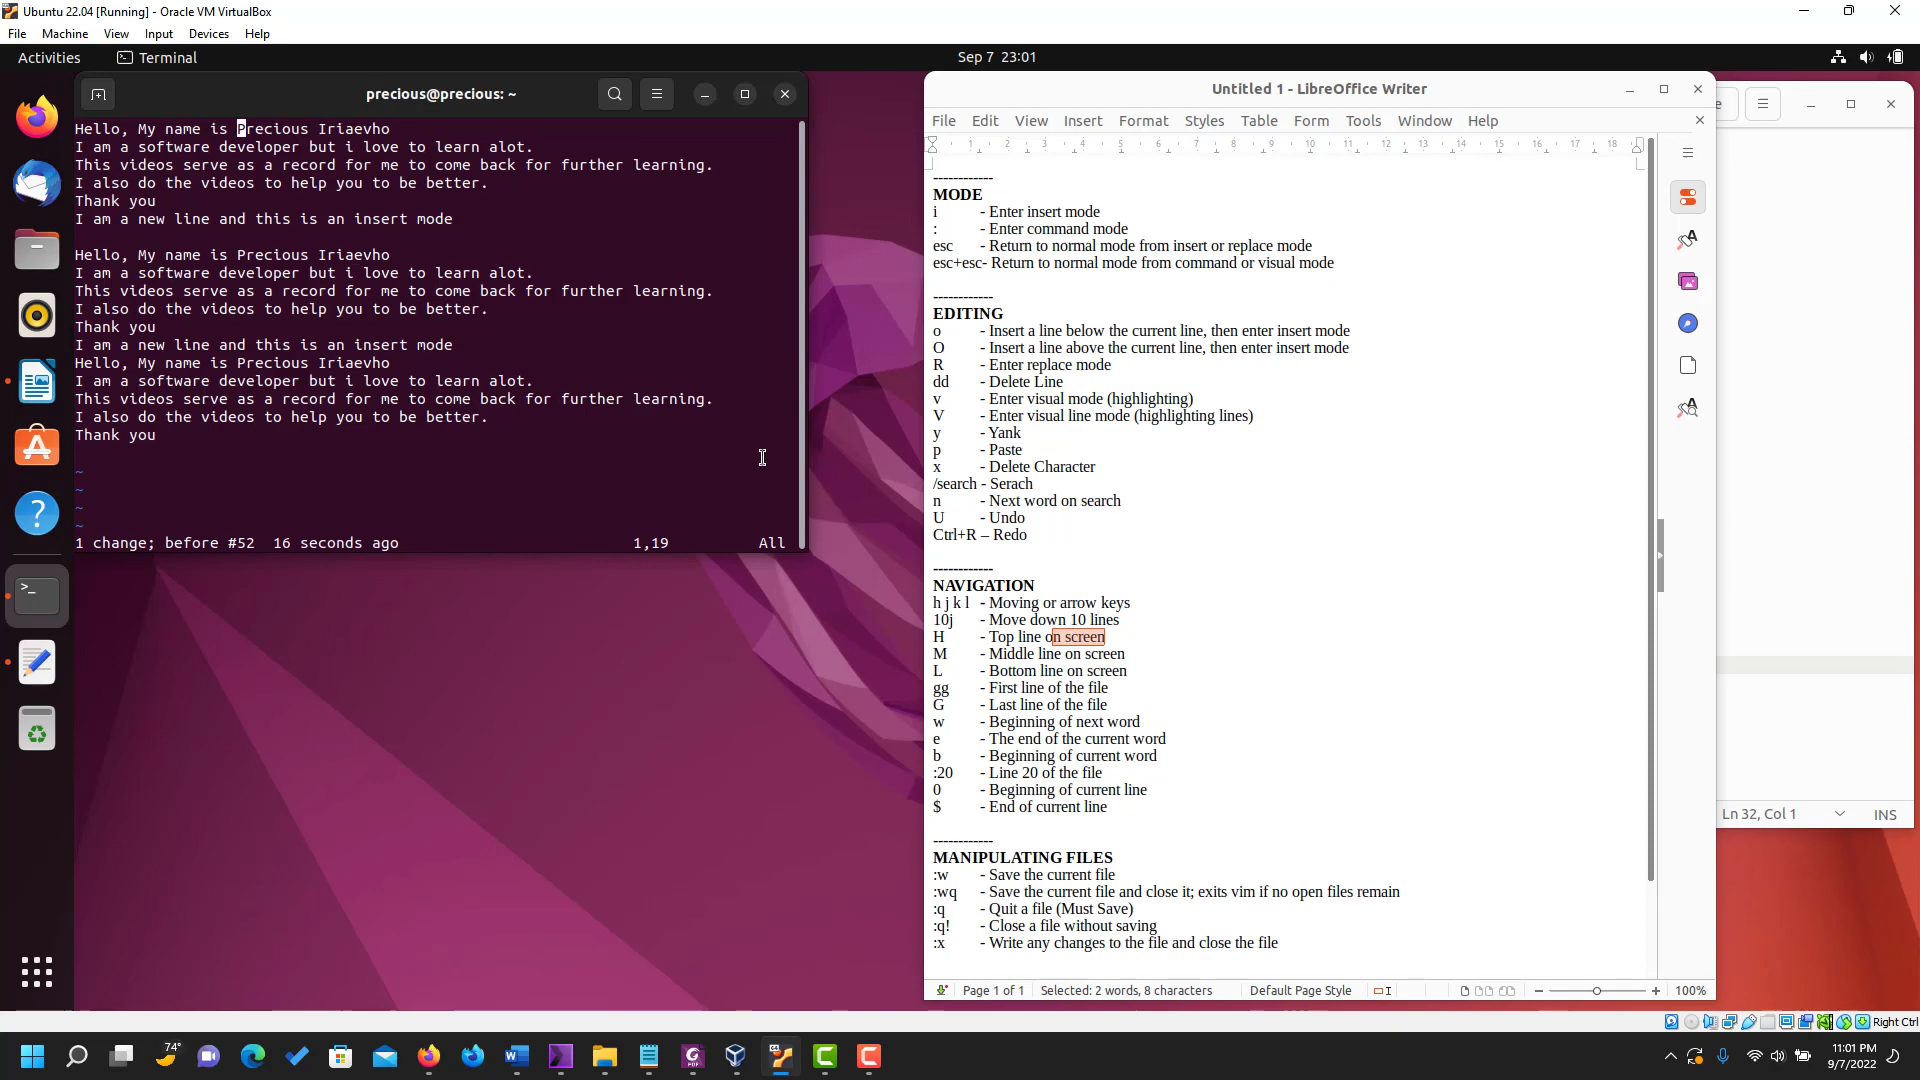 Ubuntu 22.04 [Running] - Oracle VM VirtualBox
File Machine View Input Devices Help
Activities Terminal Sep 7 23:01
precious@precious: ~
Hello, My name is Precious Iriaevho
I am a software developer but i love to learn alot.
This videos serve as a record for me to come back for further learning.
I also do the videos to help you to be better.
Thank you
I am a new line and this is an insert mode
Hello, My name is Precious Iriaevho
I am a software developer but i love to learn alot.
This videos serve as a record for me to come back for further learning.
I also do the videos to help you to be better.
Thank you
I am a new line and this is an insert mode
Hello, My name is Precious Iriaevho
I am a software developer but i love to learn alot.
This videos serve as a record for me to come back for further learning.
I also do the videos to help you to be better.
Thank you
~
~
~
~
1 change; before #52 16 seconds ago 1,19 All
Untitled 1 - LibreOffice Writer
File Edit View Insert Format Styles Table Form Tools Window Help
1 2 3 4 5 6 7 8 9 10 11 12 13 14 15 16 17 18
------------
MODE
i - Enter insert mode
: - Enter command mode
esc - Return to normal mode from insert or replace mode
esc+esc- Return to normal mode from command or visual mode
------------
EDITING
o - Insert a line below the current line, then enter insert mode
O - Insert a line above the current line, then enter insert mode
R - Enter replace mode
dd - Delete Line
v - Enter visual mode (highlighting)
V - Enter visual line mode (highlighting lines)
y - Yank
p - Paste
x - Delete Character
/search - Serach
n - Next word on search
U - Undo
Ctrl+R – Redo
------------
NAVIGATION
h j k l - Moving or arrow keys
10j - Move down 10 lines
H - Top line on screen
M - Middle line on screen
L - Bottom line on screen
gg - First line of the file
G - Last line of the file
w - Beginning of next word
e - The end of the current word
b - Beginning of current word
:20 - Line 20 of the file
0 - Beginning of current line
$ - End of current line
------------
MANIPULATING FILES
:w - Save the current file
:wq - Save the current file and close it; exits vim if no open files remain
:q - Quit a file (Must Save)
:q! - Close a file without saving
:x - Write any changes to the file and close the file
Page 1 of 1 Selected: 2 words, 8 characters Default Page Style 100%
e
Ln 32, Col 1 INS
Right Ctrl
74°
11:01 PM
9/7/2022